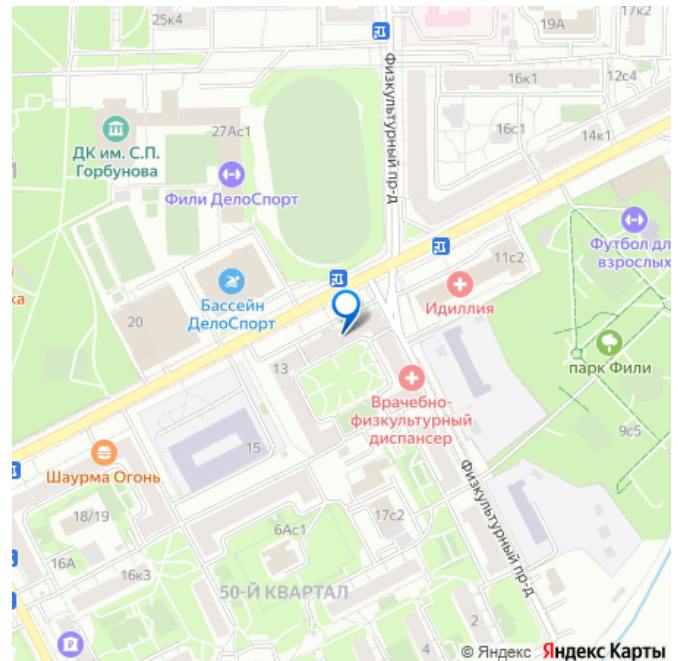 25к4
17к2
19А
Физкультурный пр-д
16к1
12с4
27Ас1
16с1
14к1
ДК им. С.П.
Горбунова
Фили ДелоСпорт
Футбол дл
взрослых
11с2
Идиллия
ка
20
Бассейн
ДелоСпорт
парк Фили
13
Врачебно-
физкультурный
диспансер
9с5
15
Шаурма Огонь
Физкультурный пр-д
18/19
17с2
6Ас1
16А
16к3
50-Й КВАРТАЛ
2
© Яндекс Яндекс Карты